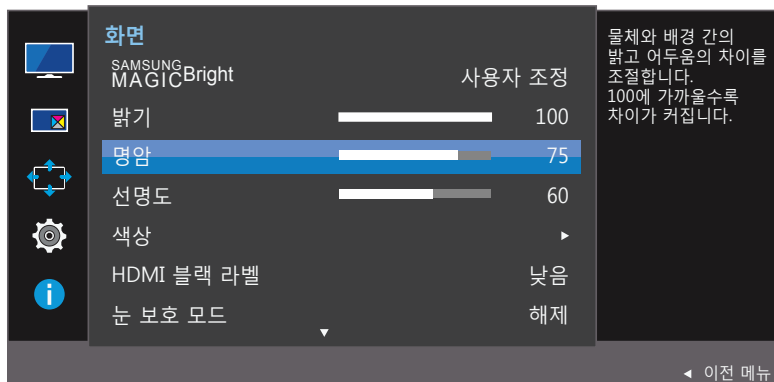 화면
SAMSUNG
MAGICBright 사용자 조정
밝기 100
명암 75
선명도 60
색상
HDMI 블랙 라벨 낮음
눈 보호 모드 해제
물체와 배경 간의
밝고 어두움의 차이를
조절합니다.
100에 가까울수록
차이가 커집니다.
이전 메뉴